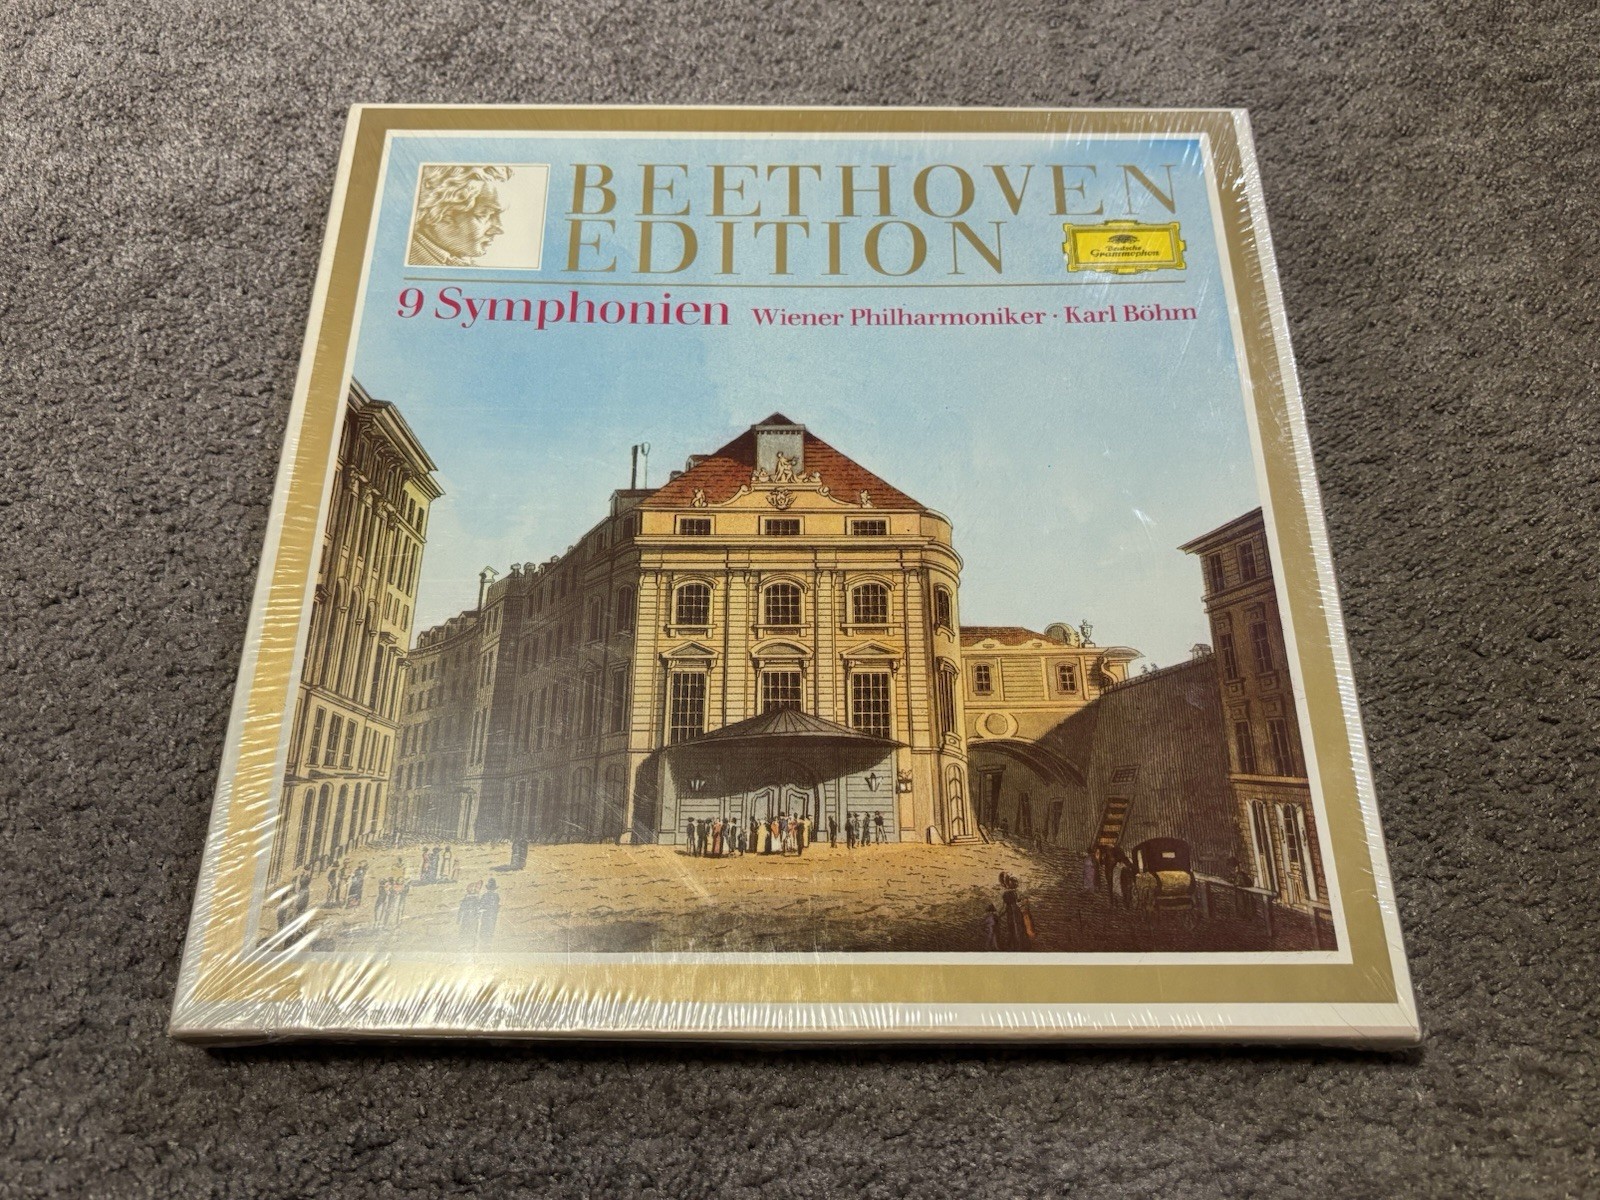 BEETHOVEN
EDITION
Deutsche
Grammophon
9 Symphonien Wiener Philharmoniker · Karl Böhm